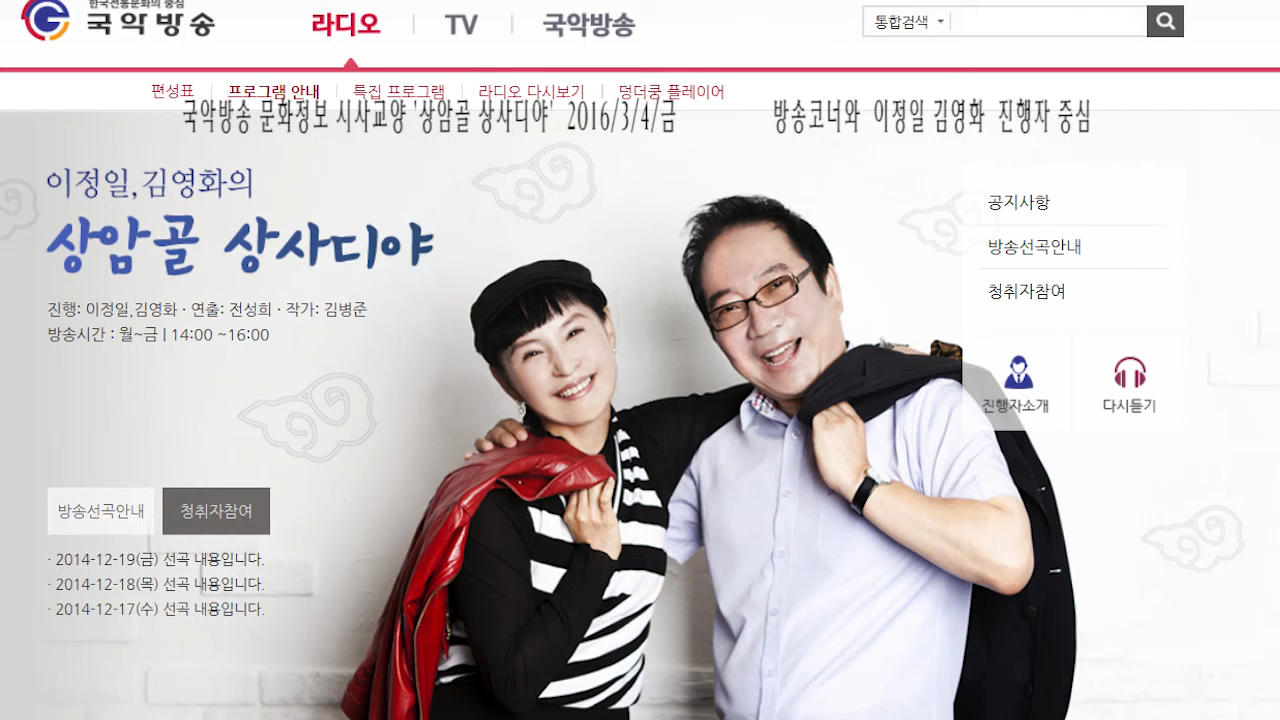 한국전통문화의 중심
국악방송
라디오
TV
국악방송
통합검색
편성표
프로그램 안내
특집 프로그램
라디오 다시보기
덩더쿵 플레이어
국악방송 문화정보 시사교양 '상암골 상사디야' 2016/3/4/금
방송코너와 이정일 김영화 진행자 중심
이정일,김영화의
상암골 상사디야
진행: 이정일,김영화 · 연출: 전성희 · 작가: 김병준
방송시간 : 월~금 | 14:00 ~16:00
공지사항
방송선곡안내
청취자참여
진행자소개
다시듣기
방송선곡안내
청취자참여
· 2014-12-19(금) 선곡 내용입니다.
· 2014-12-18(목) 선곡 내용입니다.
· 2014-12-17(수) 선곡 내용입니다.